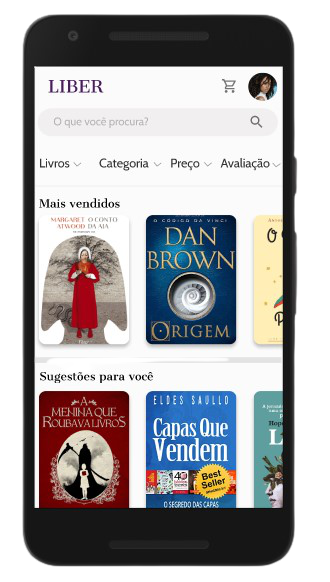 LIBER
O que você procura?
Livros Categoria Preço Avaliação
Mais vendidos
MARGARET O CONTO
ATWOOD DA AIA
O CÓDIGO DA VINCI
DAN
BROWN
ORIGEM
O
Sugestões para você
A
MENINA QUE
ROUBAVA LIVROS
ELDES SAULLO
Capas Que
Vendem
40
Best
Seller
O SEGREDO DAS CAPAS